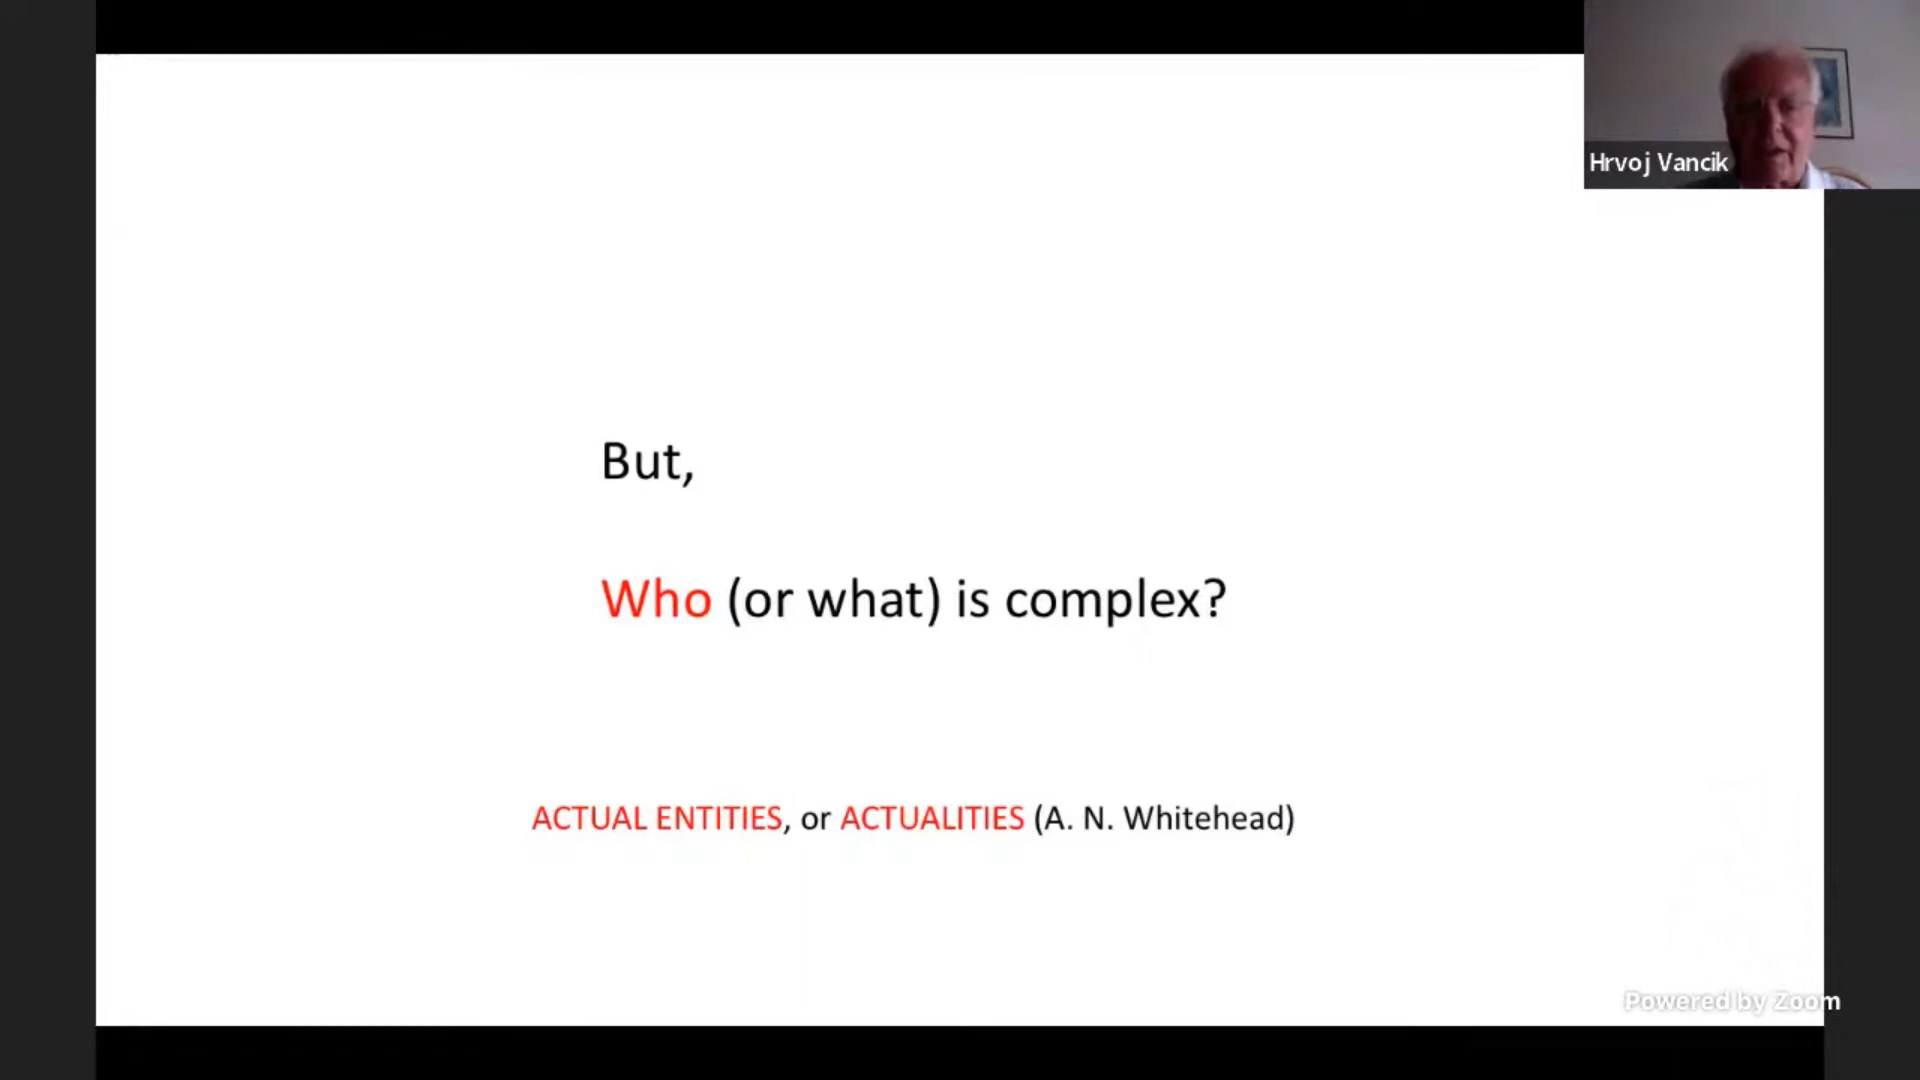 Hrvoj Vancik
But,
Who (or what) is complex?
ACTUAL ENTITIES, or ACTUALITIES (A. N. Whitehead)
Powered by Zoom